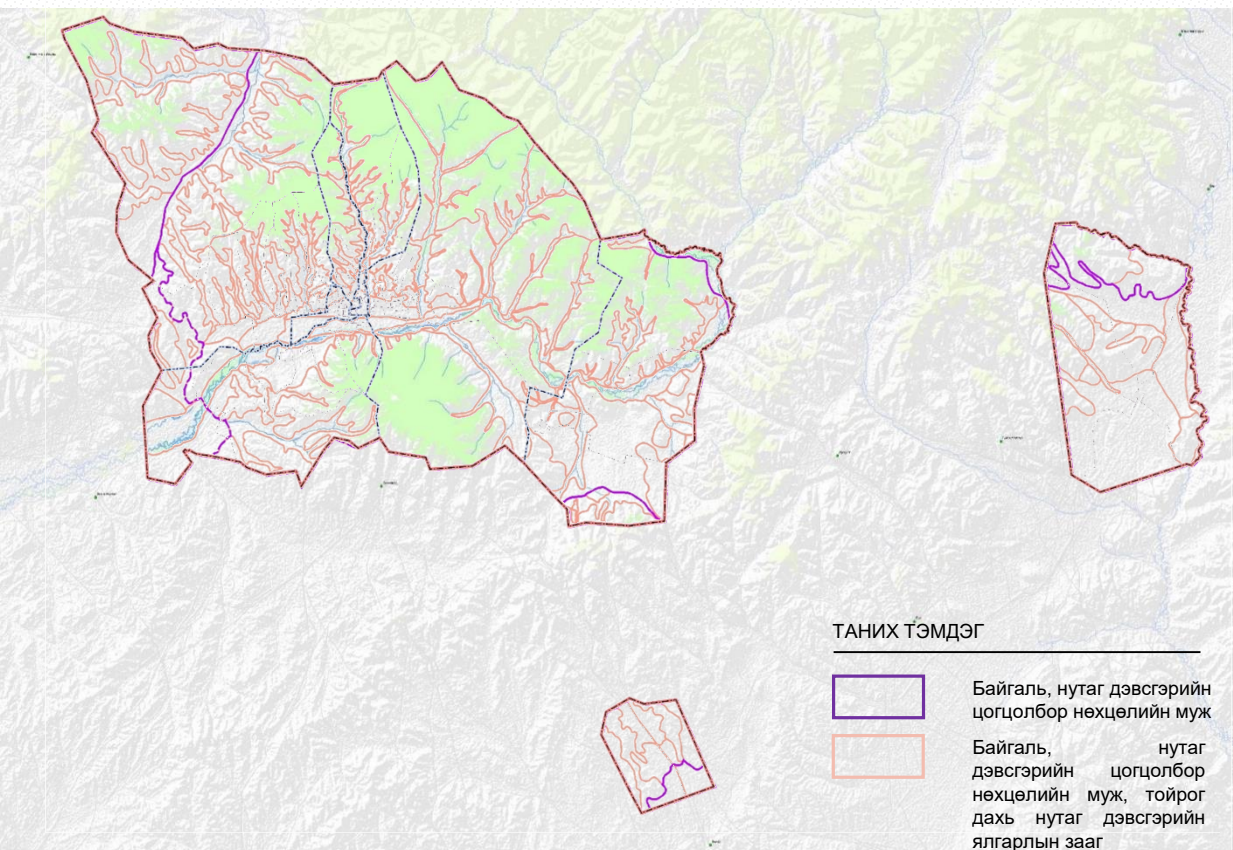 ТАНИХ ТЭМДЭГ
Байгаль, нутаг дэвсгэрийн
цогцолбор нөхцөлийн муж
Байгаль, нутаг
дэвсгэрийн цогцолбор
нөхцөлийн муж, тойрог
дахь нутаг дэвсгэрийн
ялгарлын зааг